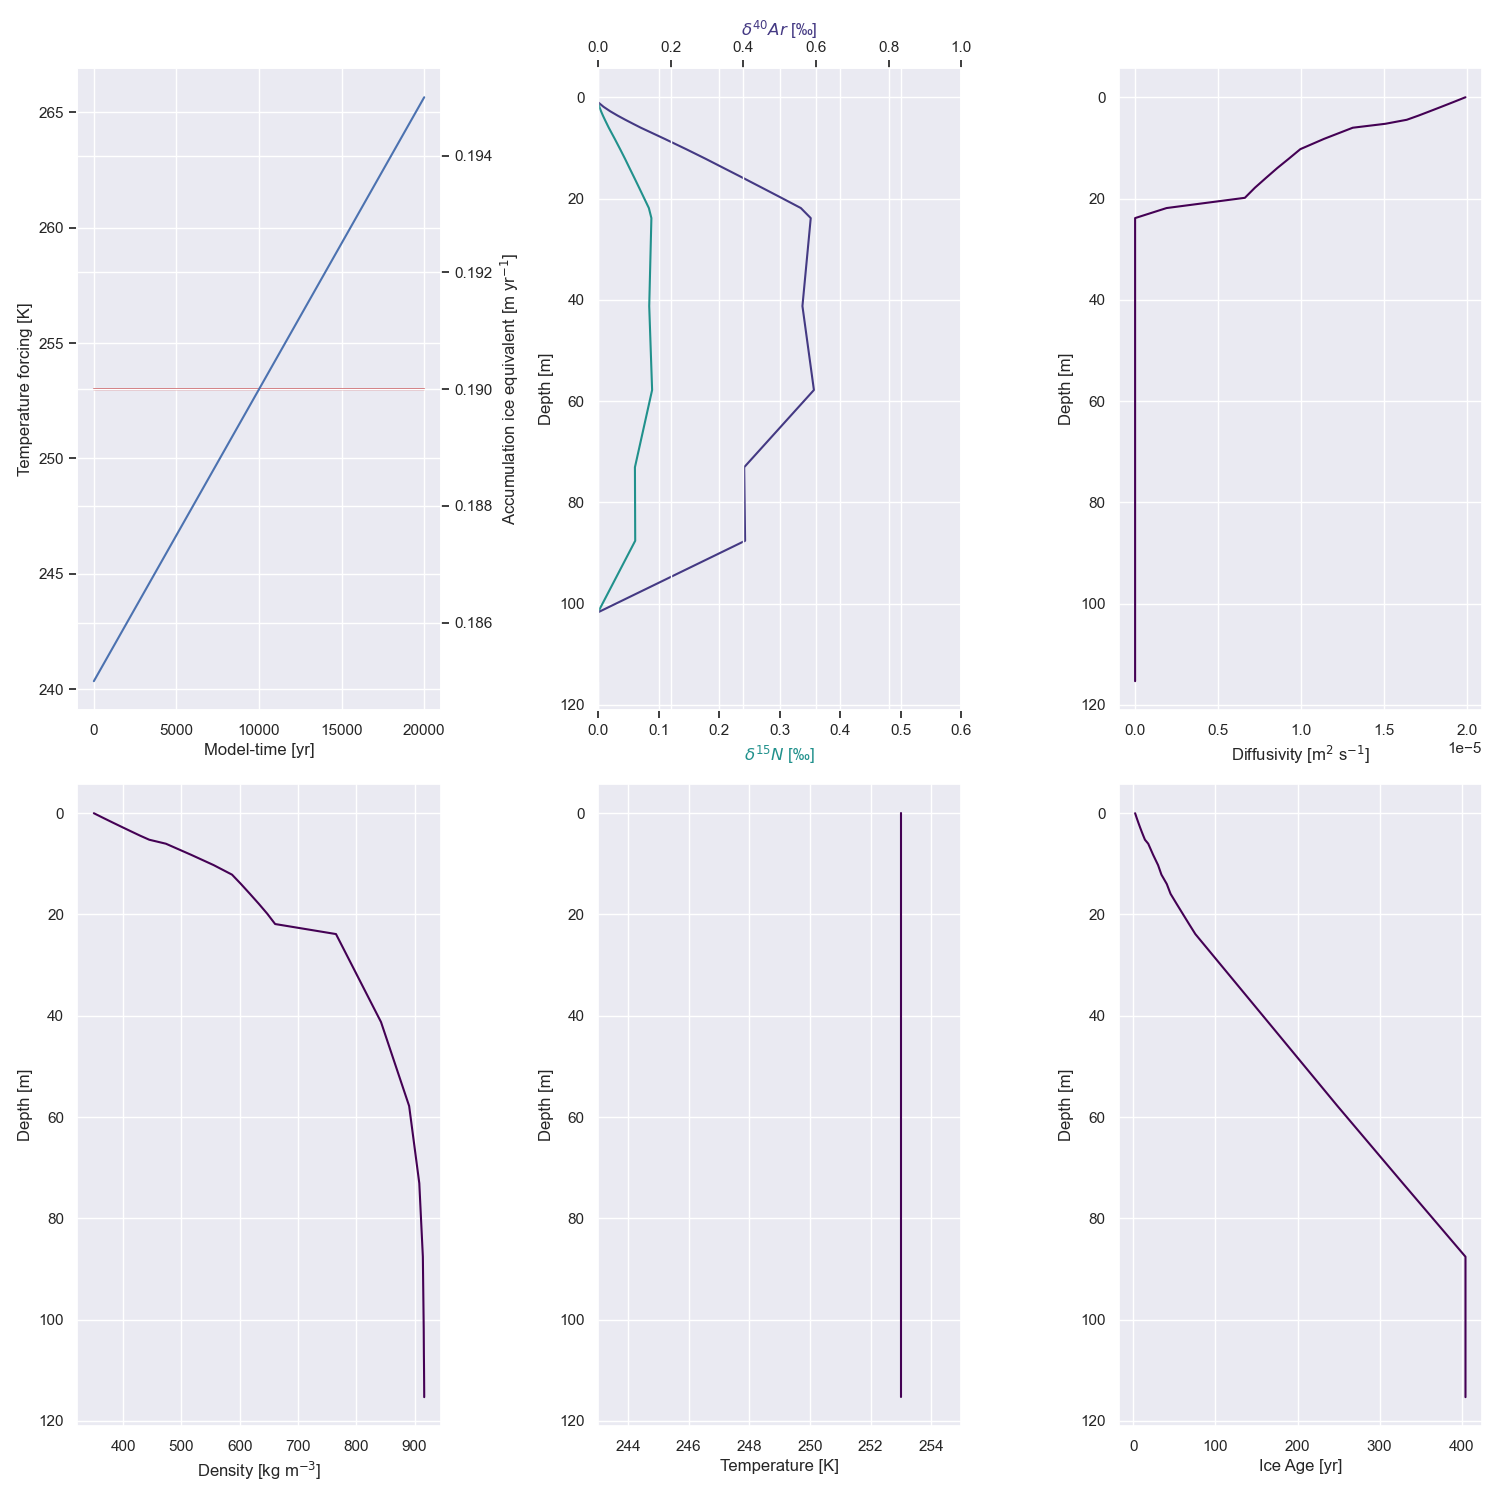 Temperature forcing [K]
265
260
255
250
245
240
0 5000 10000 15000 20000
Model-time [yr]
0.194
0.192
0.190
0.188
0.186
Accumulation ice equivalent [m yr⁻¹]
δ⁴⁰Ar [‰]
0.0 0.2 0.4 0.6 0.8 1.0
Depth [m]
0
20
40
60
80
100
120
0.0 0.1 0.2 0.3 0.4 0.5 0.6
δ¹⁵N [‰]
Depth [m]
0
20
40
60
80
100
120
0.0 0.5 1.0 1.5 2.0
1e−5
Diffusivity [m² s⁻¹]
Depth [m]
0
20
40
60
80
100
120
400 500 600 700 800 900
Density [kg m⁻³]
Depth [m]
0
20
40
60
80
100
120
244 246 248 250 252 254
Temperature [K]
Depth [m]
0
20
40
60
80
100
120
0 100 200 300 400
Ice Age [yr]